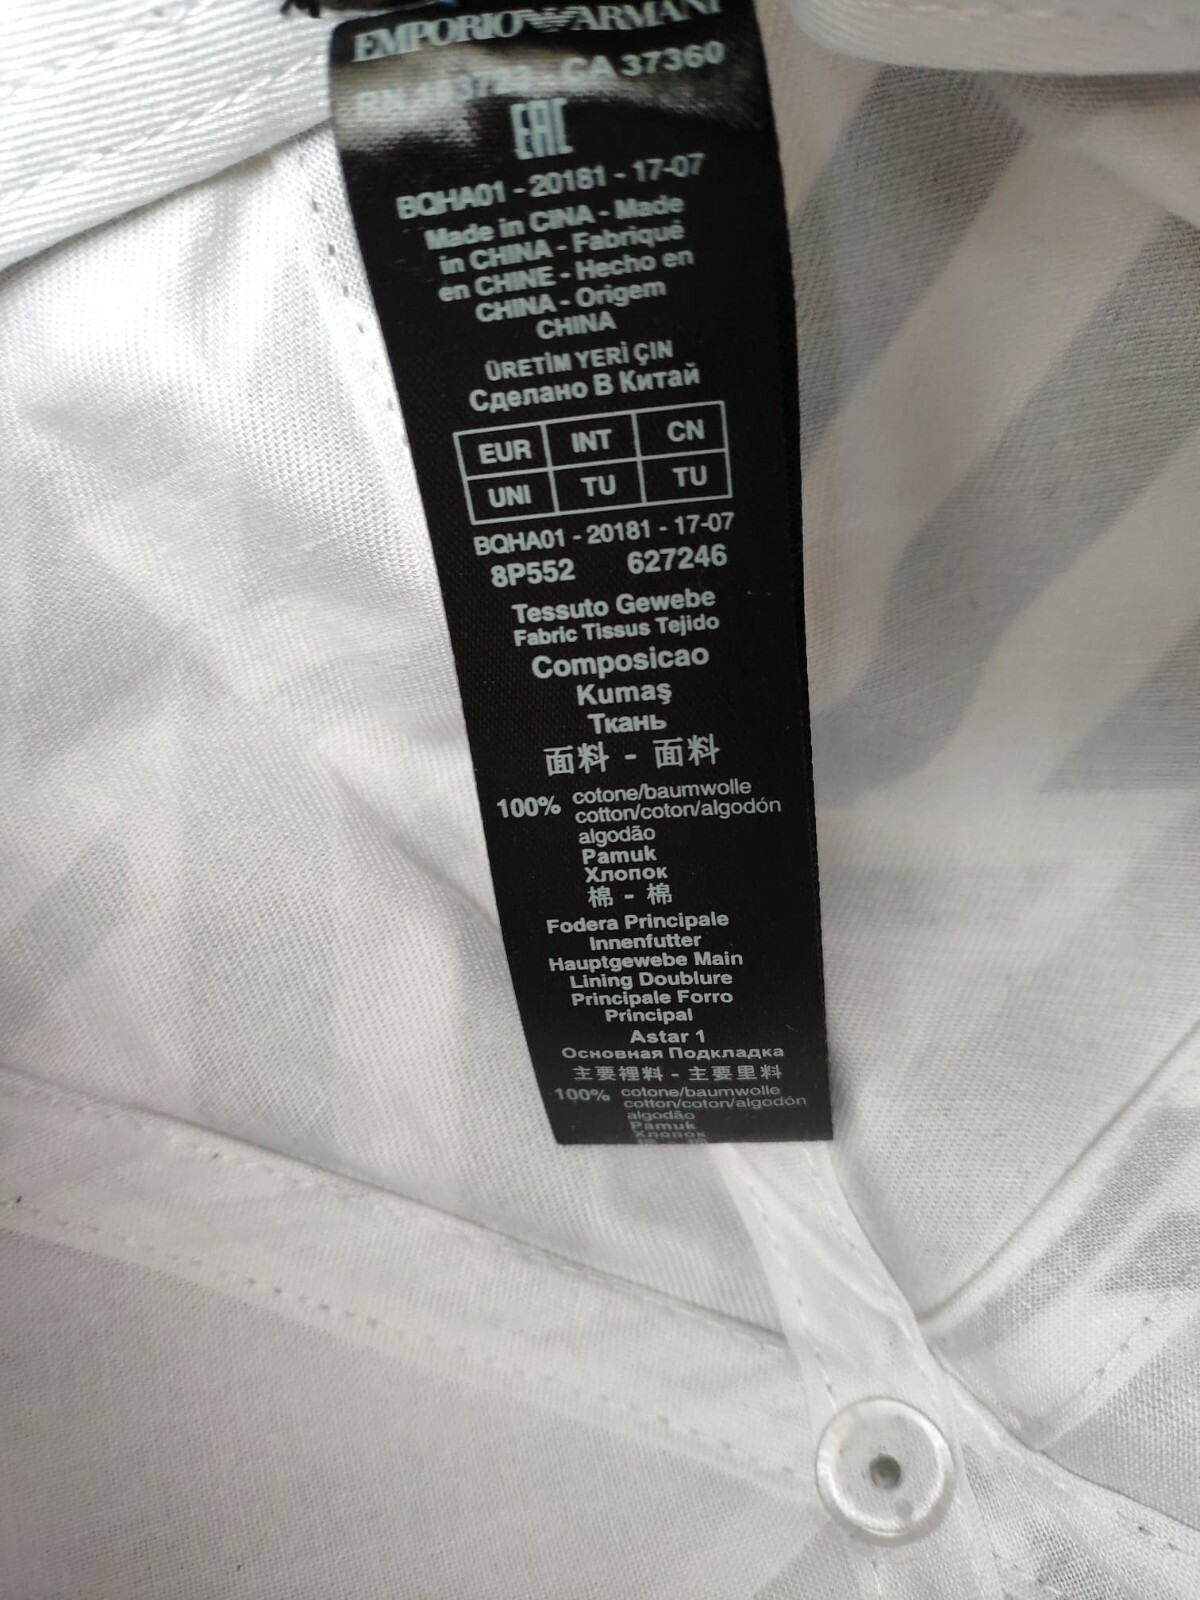 EMPORIO ARMANI
CA 37360
EAC
BQHA01 - 20181 - 17-07
Made in CINA - Made
in CHINA - Fabriqué
en CHINE - Hecho en
CHINA - Origem
CHINA
ÜRETİM YERİ ÇIN
Сделано В Китай
EUR INT CN
UNI TU TU
BQHA01 - 20181 - 17-07
8P552 627246
Tessuto Gewebe
Fabric Tissus Tejido
Composicao
Kumaş
Ткань
面料 - 面料
100% cotone/baumwolle
cotton/coton/algodón
algodão
Pamuk
Хлопок
棉 - 棉
Fodera Principale
Innenfutter
Hauptgewebe Main
Lining Doublure
Principale Forro
Principal
Astar 1
Основная Подкладка
主要裡料 - 主要里料
100% cotone/baumwolle
cotton/coton/algodón
algodão
Pamuk
Хлопок